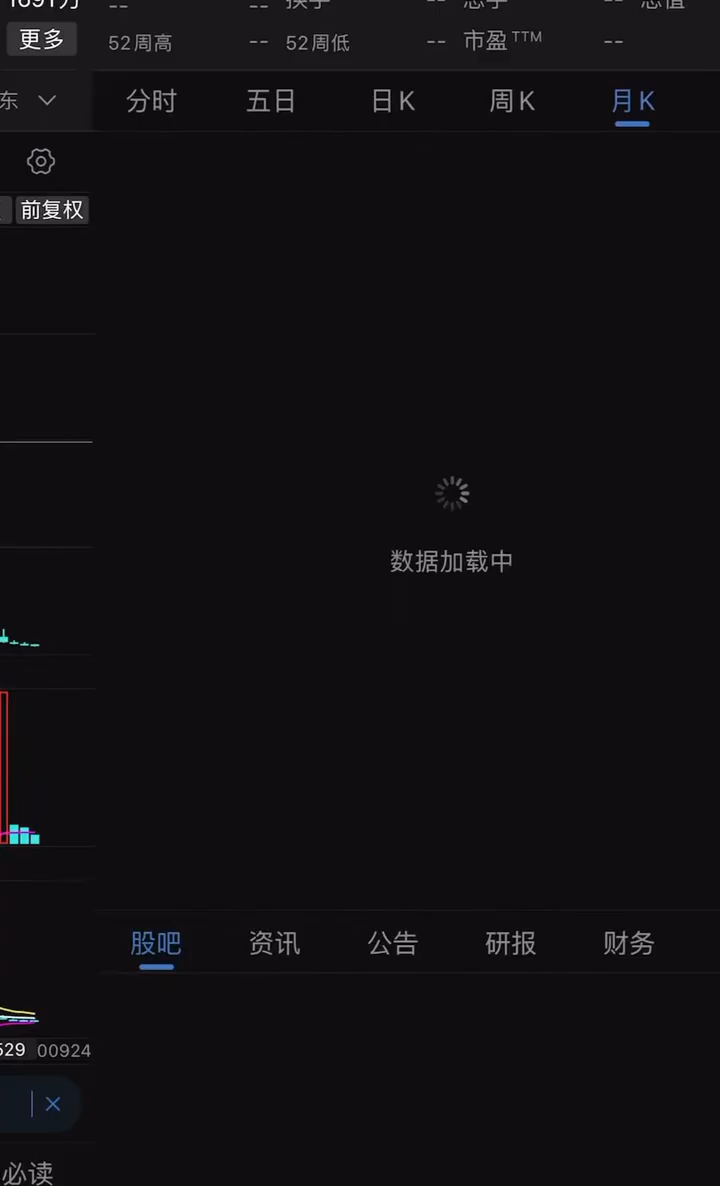 更多
52周高 -- 52周低 -- 市盈TTM --
东
分时 五日 日K 周K 月K
前复权
数据加载中
股吧 资讯 公告 研报 财务
529 00924
必读